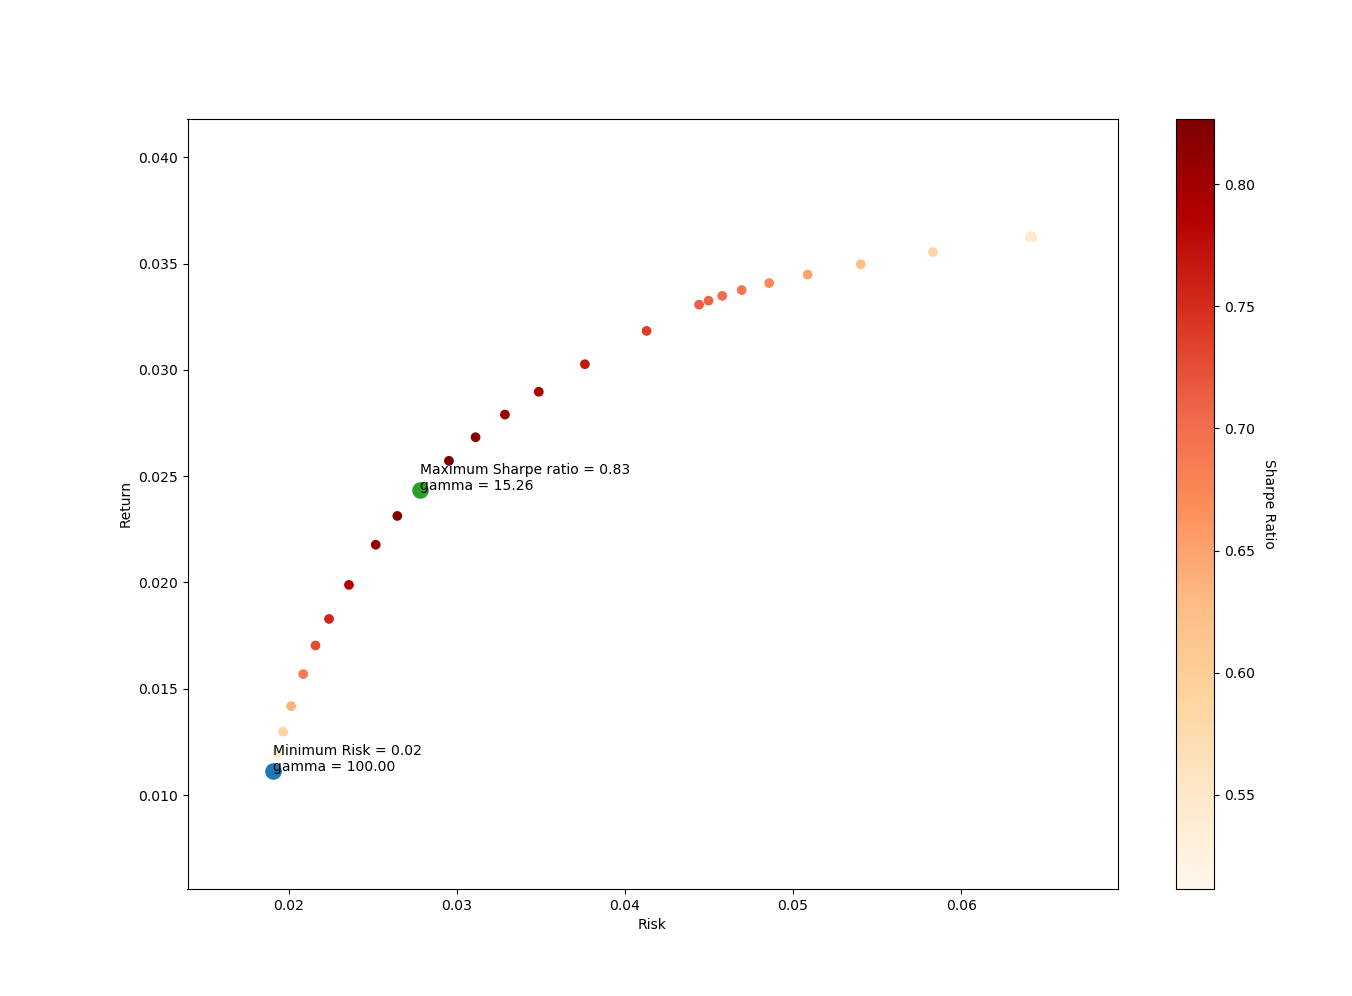 0.040
0.035
0.030
0.025
0.020
0.015
0.010
Return
0.02
0.03
0.04
0.05
0.06
Risk
Maximum Sharpe ratio = 0.83
gamma = 15.26
Minimum Risk = 0.02
gamma = 100.00
0.80
0.75
0.70
0.65
0.60
0.55
Sharpe Ratio